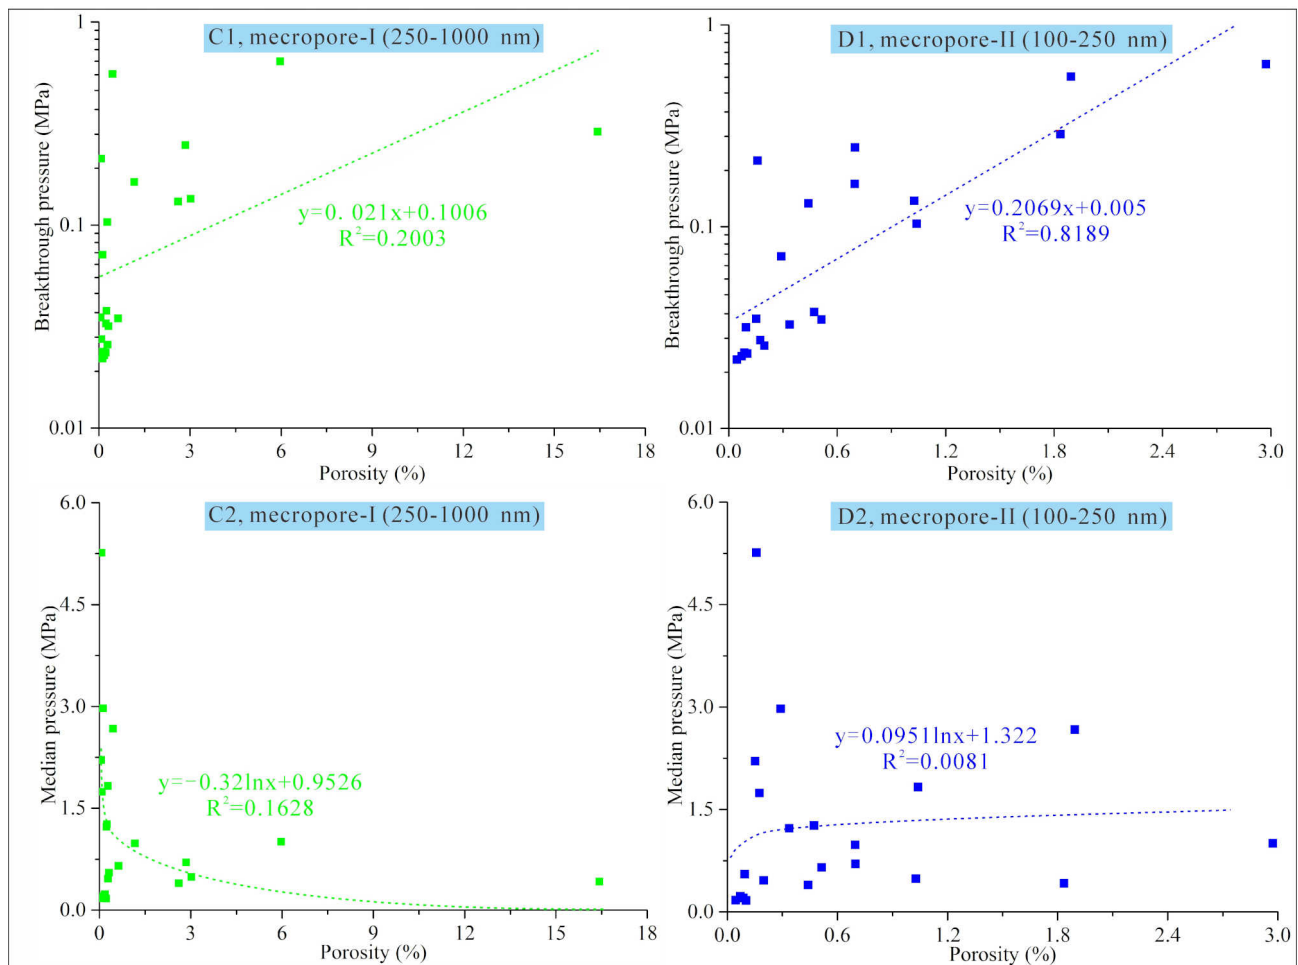 C1, mecropore-I (250-1000 nm)
1
0.1
0.01
Breakthrough pressure (MPa)
y=0. 021x+0.1006
R²=0.2003
0 3 6 9 12 15 18
Porosity (%)
D1, mecropore-II (100-250 nm)
1
0.1
0.01
Breakthrough pressure (MPa)
y=0.2069x+0.005
R²=0.8189
0.0 0.6 1.2 1.8 2.4 3.0
Porosity (%)
C2, mecropore-I (250-1000 nm)
6.0
4.5
3.0
1.5
0.0
Median pressure (MPa)
y=−0.32lnx+0.9526
R²=0.1628
0 3 6 9 12 15 18
Porosity (%)
D2, mecropore-II (100-250 nm)
6.0
4.5
3.0
1.5
0.0
Median pressure (MPa)
y=0.0951lnx+1.322
R²=0.0081
0.0 0.6 1.2 1.8 2.4 3.0
Porosity (%)